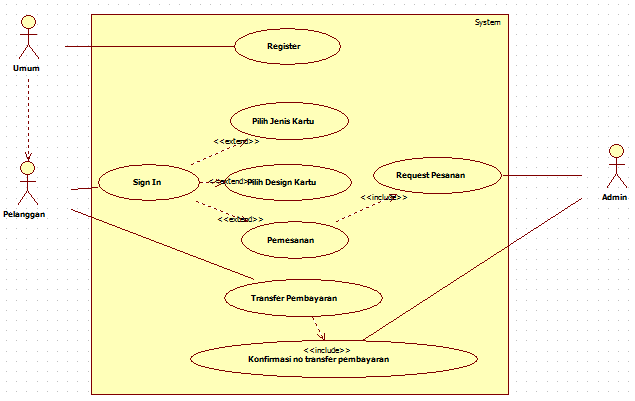 System
Umum
Register
Pilih Jenis Kartu
<<extend>>
Sign In
<<extend>>
Pilih Design Kartu
Request Pesanan
<<include>>
Admin
Pelanggan
<<extend>>
Pemesanan
Transfer Pembayaran
<<include>>
Konfirmasi no transfer pembayaran